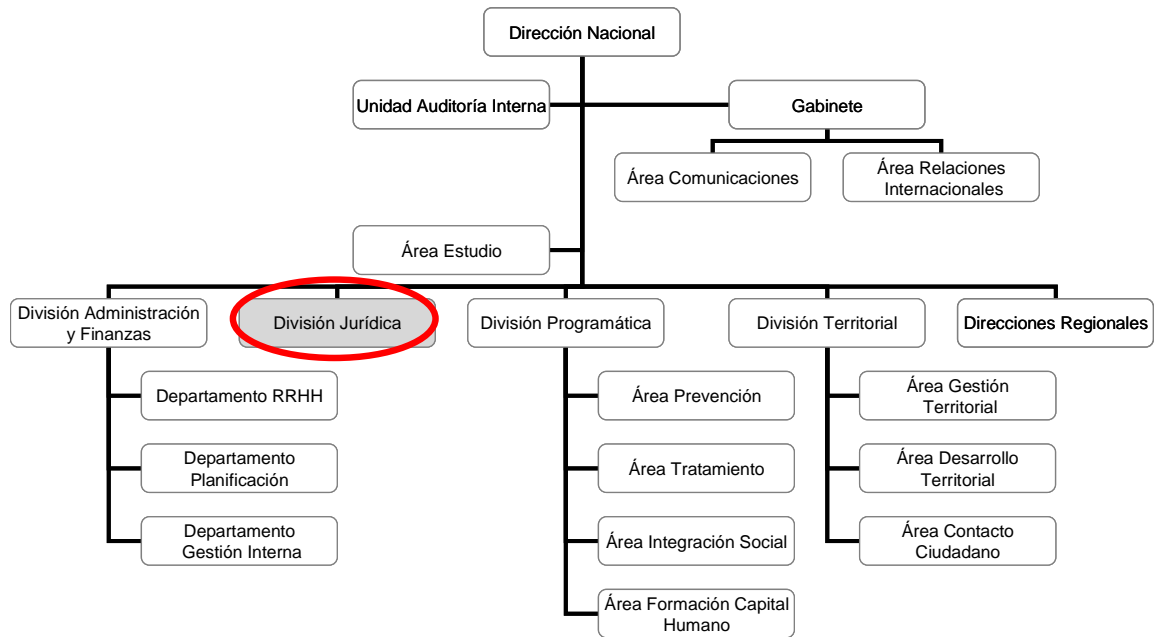 Dirección Nacional
Unidad Auditoría Interna
Gabinete
Área Comunicaciones
Área Relaciones
Internacionales
Área Estudio
División Administración
y Finanzas
División Jurídica
División Programática
División Territorial
Direcciones Regionales
Departamento RRHH
Departamento
Planificación
Departamento
Gestión Interna
Área Prevención
Área Tratamiento
Área Integración Social
Área Formación Capital
Humano
Área Gestión
Territorial
Área Desarrollo
Territorial
Área Contacto
Ciudadano